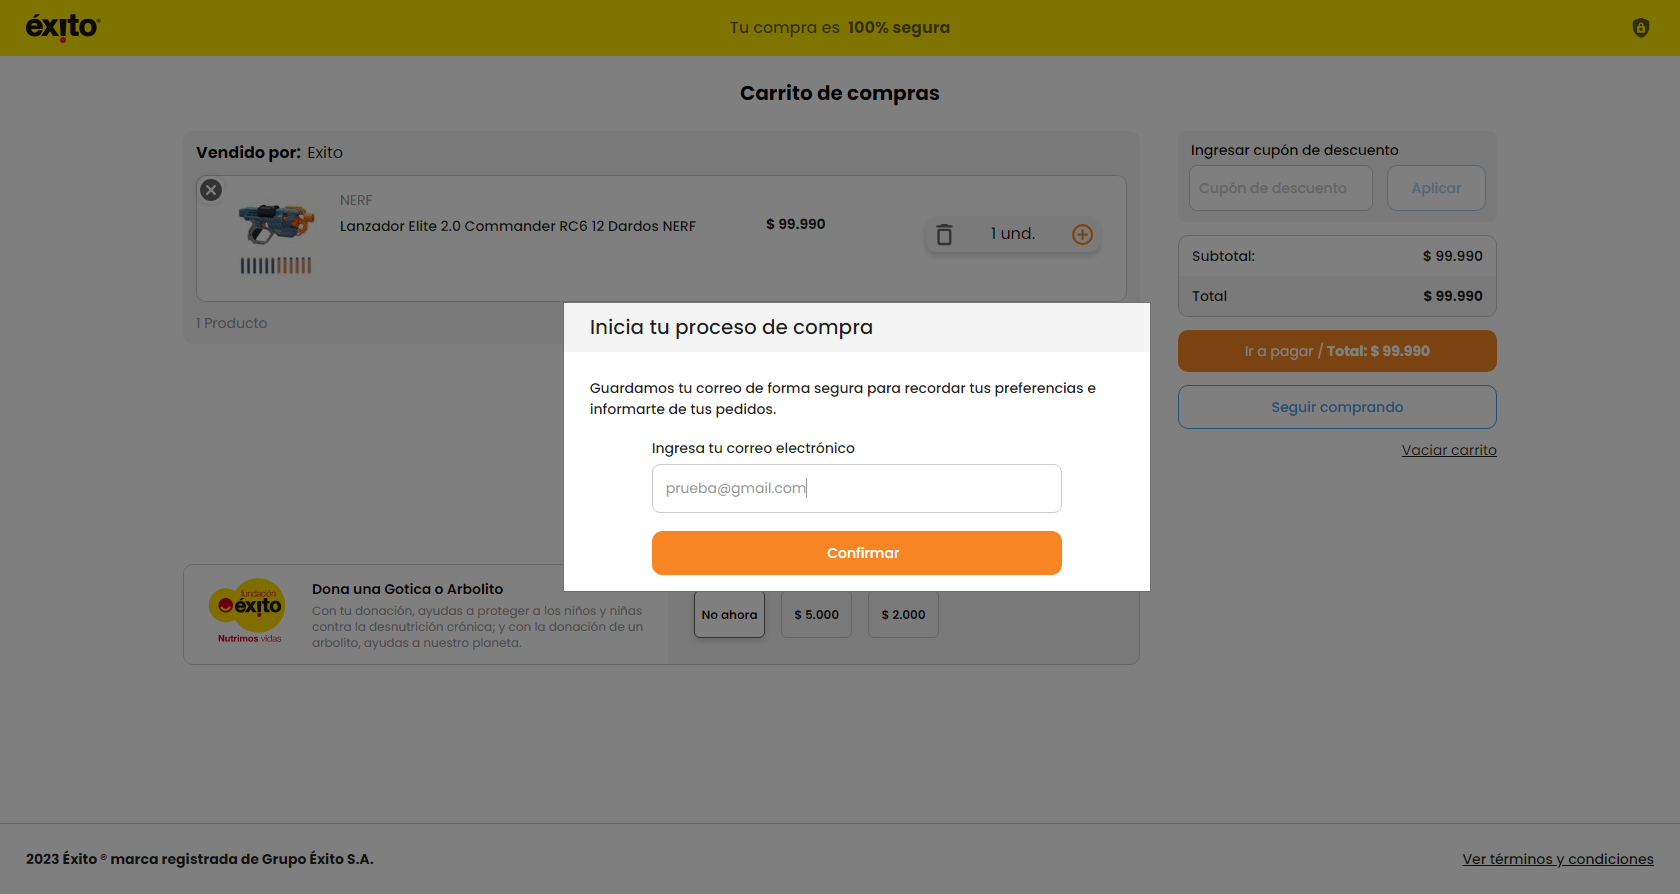 éxito
Tu compra es 100% segura
Carrito de compras
Vendido por: Exito
NERF
Lanzador Elite 2.0 Commander RC6 12 Dardos NERF
$ 99.990
1 und.
1 Producto
Ingresar cupón de descuento
Cupón de descuento
Aplicar
Subtotal: $ 99.990
Total $ 99.990
Ir a pagar / Total: $ 99.990
Seguir comprando
Vaciar carrito
Inicia tu proceso de compra
Guardamos tu correo de forma segura para recordar tus preferencias e
informarte de tus pedidos.
Ingresa tu correo electrónico
prueba@gmail.com
Confirmar
fundación
éxito
Nutrimos vidas
Dona una Gotica o Arbolito
Con tu donación, ayudas a proteger a los niños y niñas
contra la desnutrición crónica; y con la donación de un
arbolito, ayudas a nuestro planeta.
No ahora
$ 5.000
$ 2.000
2023 Éxito ® marca registrada de Grupo Éxito S.A.
Ver términos y condiciones